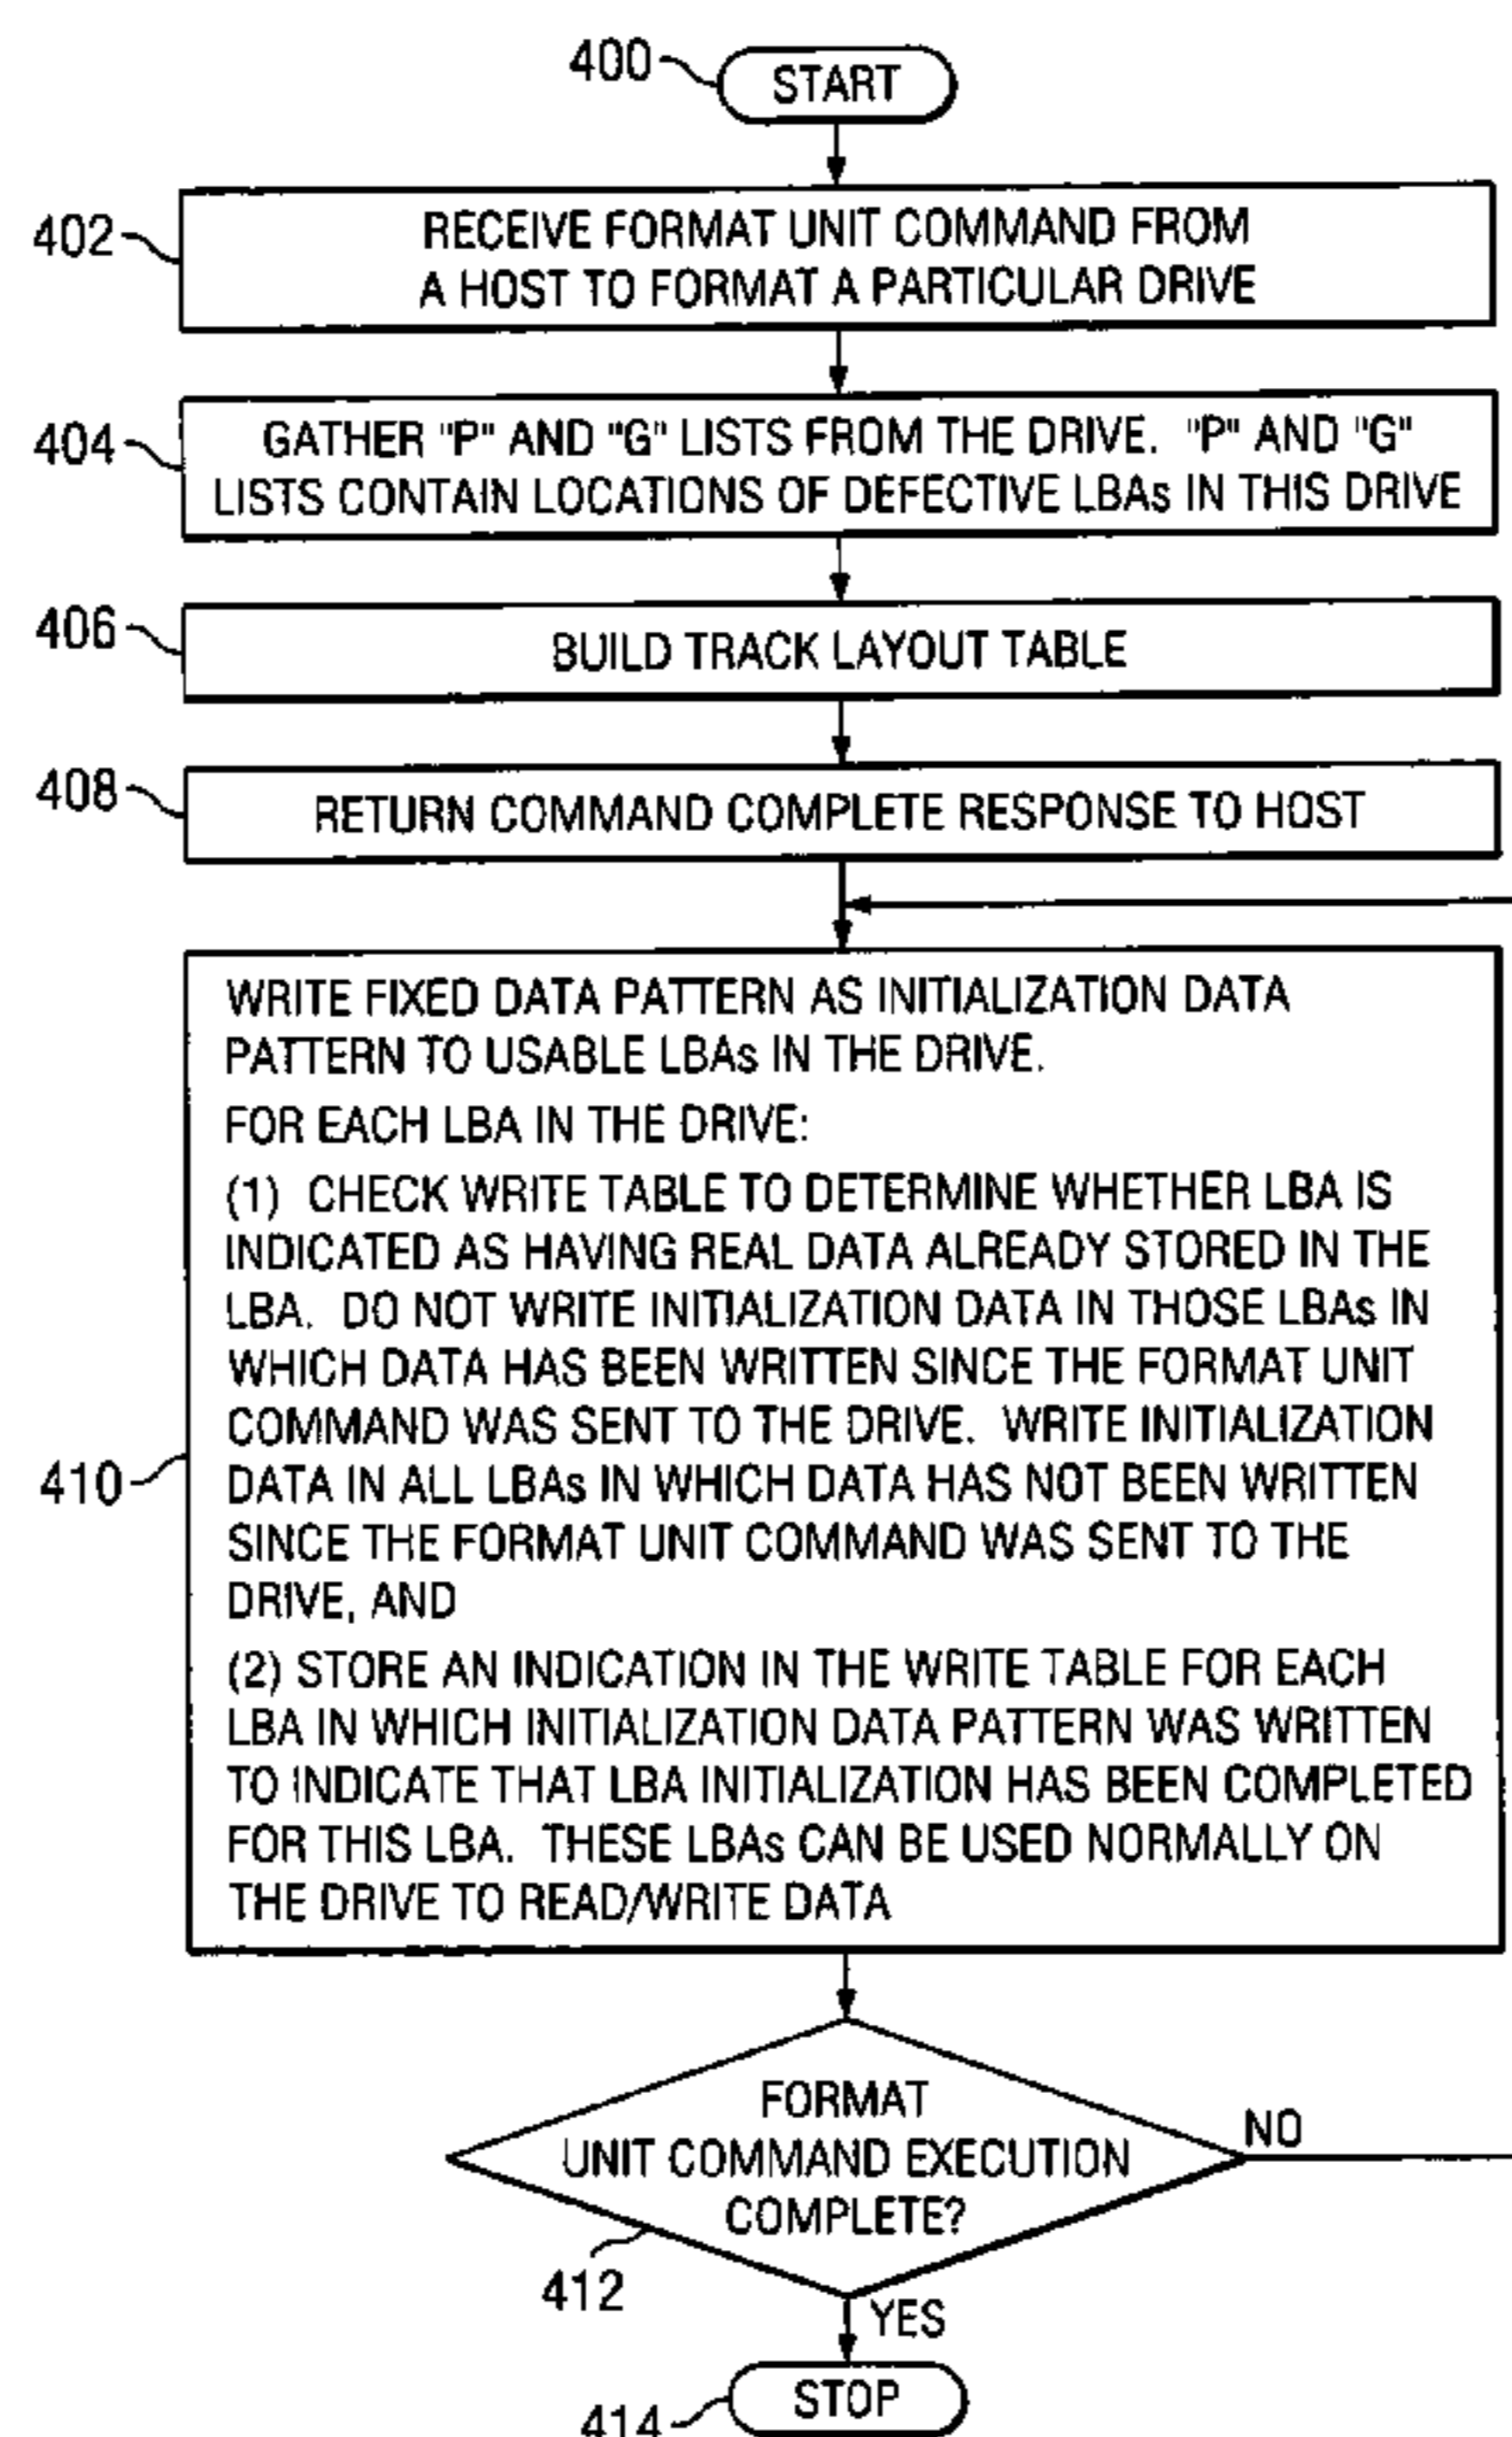 400
START
402
RECEIVE FORMAT UNIT COMMAND FROM
A HOST TO FORMAT A PARTICULAR DRIVE
404
GATHER "P" AND "G" LISTS FROM THE DRIVE. "P" AND "G"
LISTS CONTAIN LOCATIONS OF DEFECTIVE LBAs IN THIS DRIVE
406
BUILD TRACK LAYOUT TABLE
408
RETURN COMMAND COMPLETE RESPONSE TO HOST
410
WRITE FIXED DATA PATTERN AS INITIALIZATION DATA
PATTERN TO USABLE LBAs IN THE DRIVE.
FOR EACH LBA IN THE DRIVE:
(1) CHECK WRITE TABLE TO DETERMINE WHETHER LBA IS
INDICATED AS HAVING REAL DATA ALREADY STORED IN THE
LBA. DO NOT WRITE INITIALIZATION DATA IN THOSE LBAs IN
WHICH DATA HAS BEEN WRITTEN SINCE THE FORMAT UNIT
COMMAND WAS SENT TO THE DRIVE. WRITE INITIALIZATION
DATA IN ALL LBAs IN WHICH DATA HAS NOT BEEN WRITTEN
SINCE THE FORMAT UNIT COMMAND WAS SENT TO THE
DRIVE, AND
(2) STORE AN INDICATION IN THE WRITE TABLE FOR EACH
LBA IN WHICH INITIALIZATION DATA PATTERN WAS WRITTEN
TO INDICATE THAT LBA INITIALIZATION HAS BEEN COMPLETED
FOR THIS LBA. THESE LBAs CAN BE USED NORMALLY ON
THE DRIVE TO READ/WRITE DATA
FORMAT
UNIT COMMAND EXECUTION
COMPLETE?
NO
412
YES
STOP
414